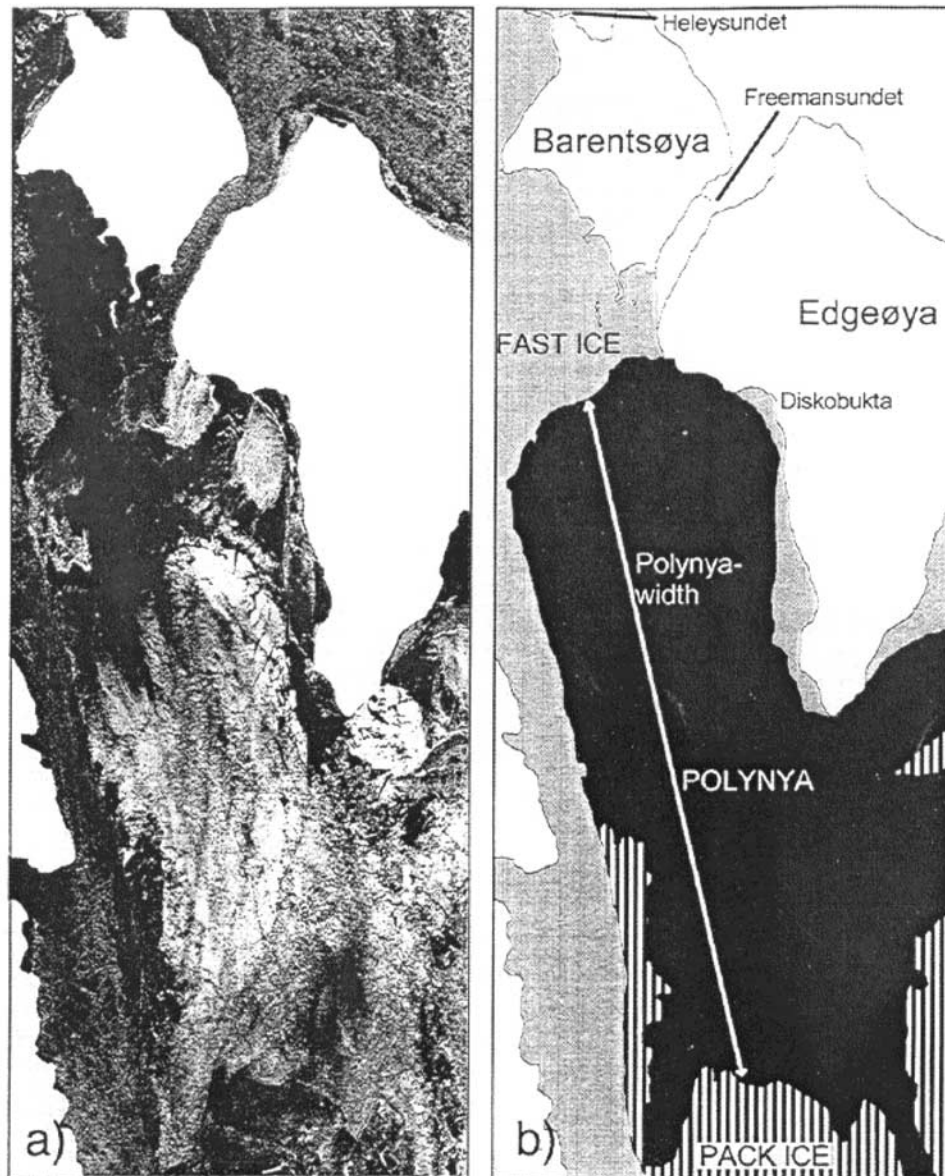 Heleysundet
Freemansundet
Barentsøya
Edgeøya
FAST ICE
Diskobukta
Polynya-
width
POLYNYA
a)
b)
PACK ICE